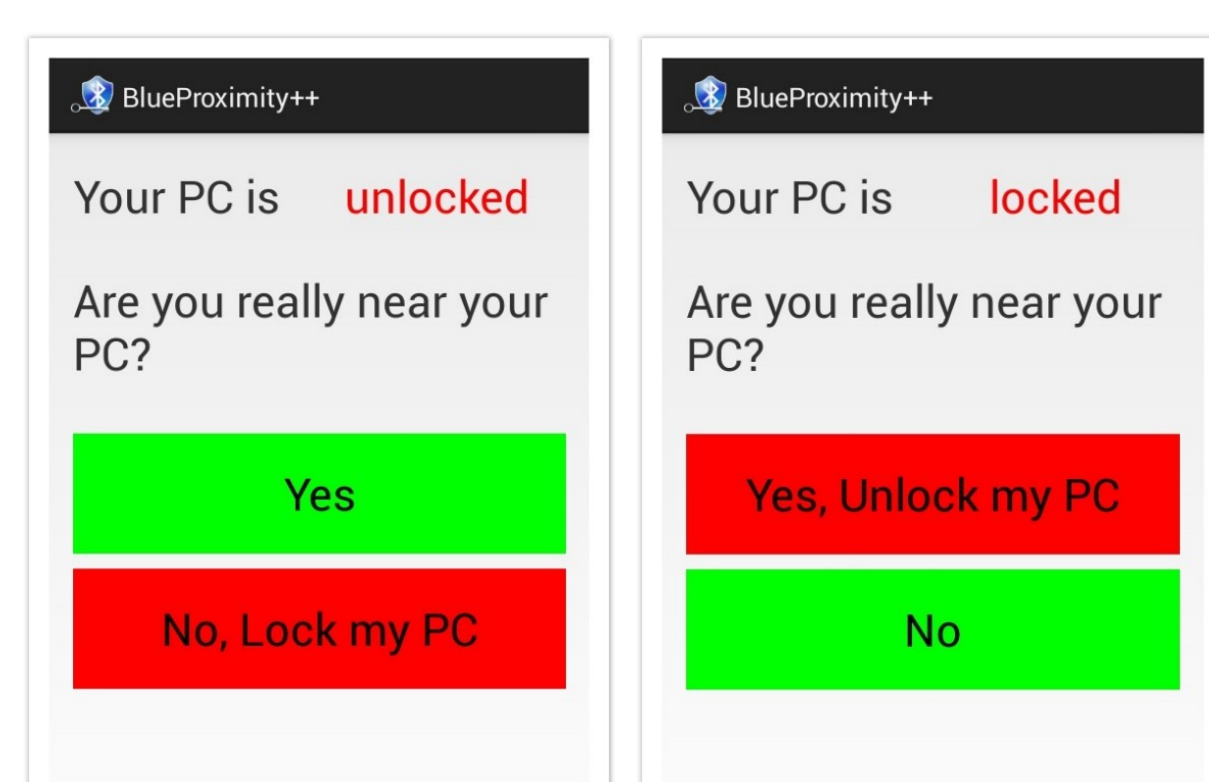 BlueProximity++
Your PC is unlocked
Are you really near your
PC?
Yes
No, Lock my PC
BlueProximity++
Your PC is locked
Are you really near your
PC?
Yes, Unlock my PC
No